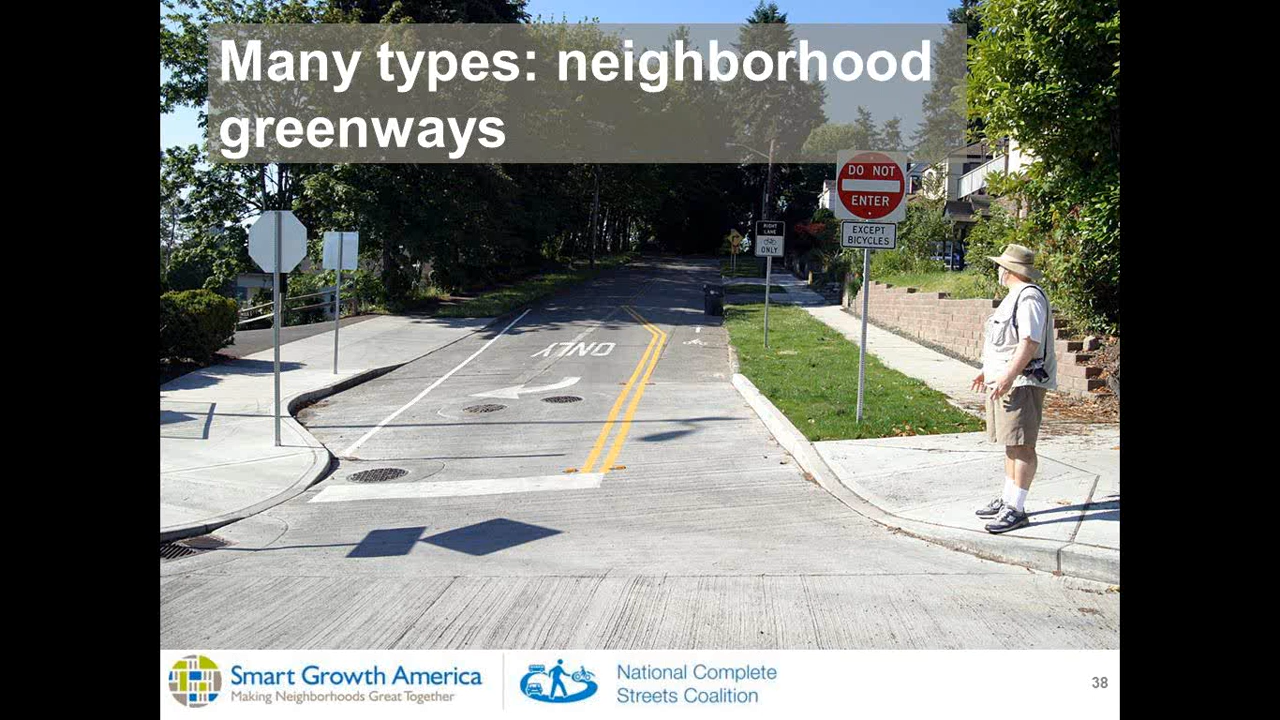 Many types: neighborhood
greenways
DO NOT
ENTER
EXCEPT
BICYCLES
RIGHT
LANE
ONLY
ONLY
Smart Growth America
Making Neighborhoods Great Together
National Complete
Streets Coalition
38